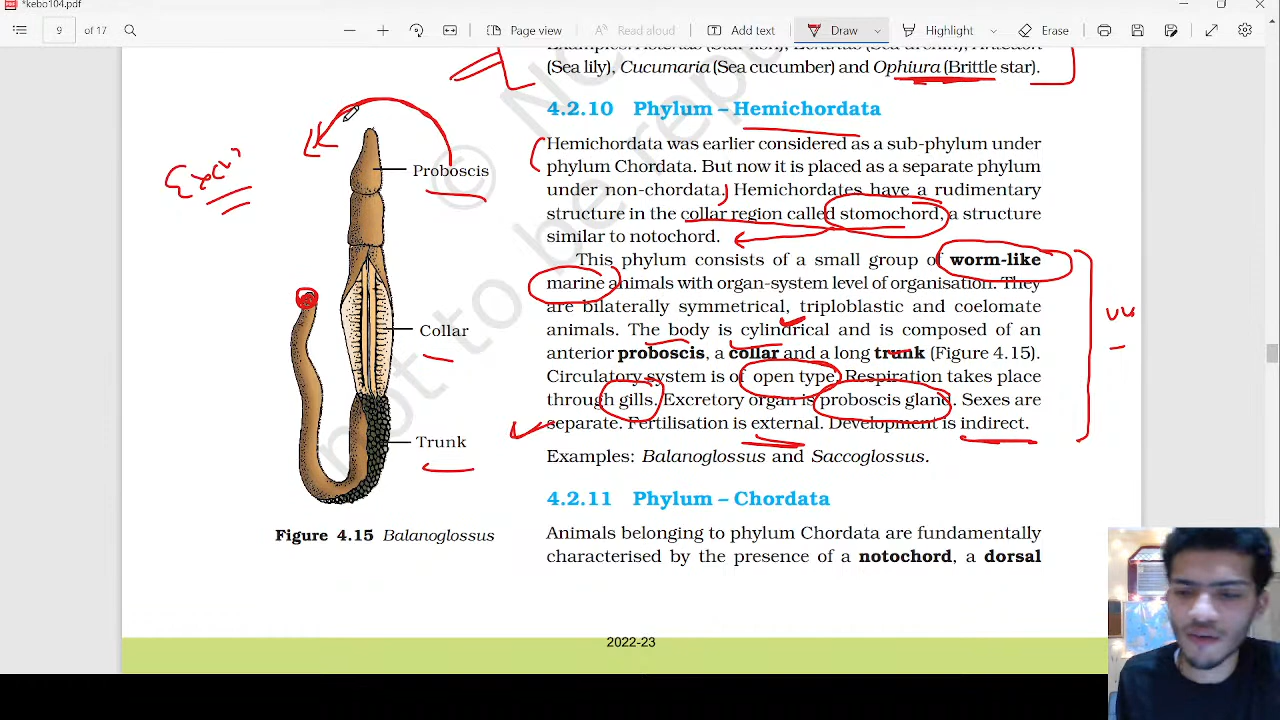 *kebo104.pdf
9 of 17 Page view Read aloud Add text Draw Highlight Erase
(Sea lily), Cucumaria (Sea cucumber) and Ophiura (Brittle star).
4.2.10 Phylum – Hemichordata
Hemichordata was earlier considered as a sub-phylum under
phylum Chordata. But now it is placed as a separate phylum
under non-chordata. Hemichordates have a rudimentary
structure in the collar region called stomochord, a structure
similar to notochord.
This phylum consists of a small group of worm-like
marine animals with organ-system level of organisation. They
are bilaterally symmetrical, triploblastic and coelomate
animals. The body is cylindrical and is composed of an
anterior proboscis, a collar and a long trunk (Figure 4.15).
Circulatory system is of open type. Respiration takes place
through gills. Excretory organ is proboscis gland. Sexes are
separate. Fertilisation is external. Development is indirect.
Examples: Balanoglossus and Saccoglossus.
4.2.11 Phylum – Chordata
Animals belonging to phylum Chordata are fundamentally
characterised by the presence of a notochord, a dorsal
Proboscis
Collar
Trunk
Figure 4.15 Balanoglossus
2022-23